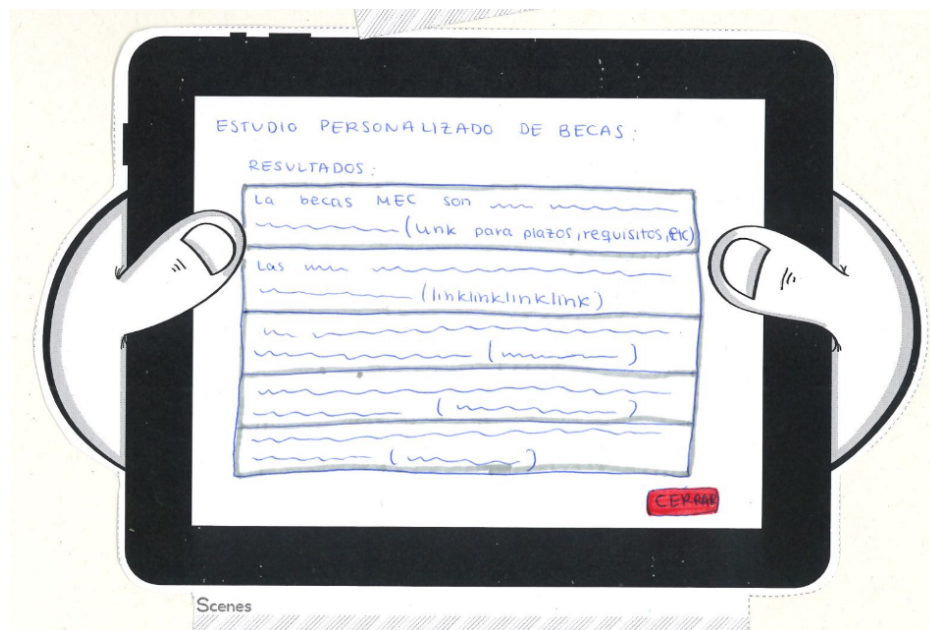 ESTUDIO PERSONALIZADO DE BECAS:
RESULTADOS:
La becas MEC son
(link para plazos, requisitos, etc)
Las
(linklinklinklink)
CERRAR
Scenes